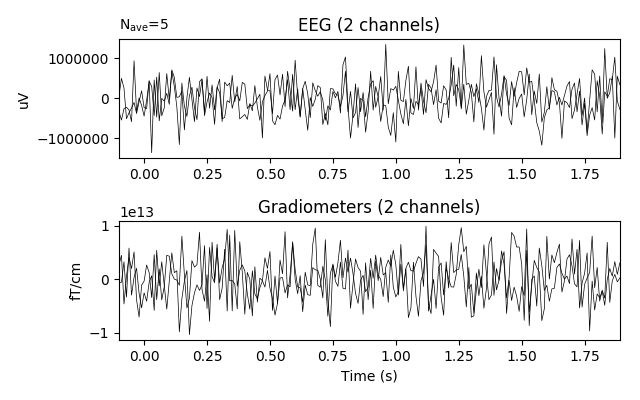 N_ave=5
EEG (2 channels)
1000000
0
−1000000
uV
0.00 0.25 0.50 0.75 1.00 1.25 1.50 1.75
1e13
Gradiometers (2 channels)
1
0
−1
fT/cm
0.00 0.25 0.50 0.75 1.00 1.25 1.50 1.75
Time (s)